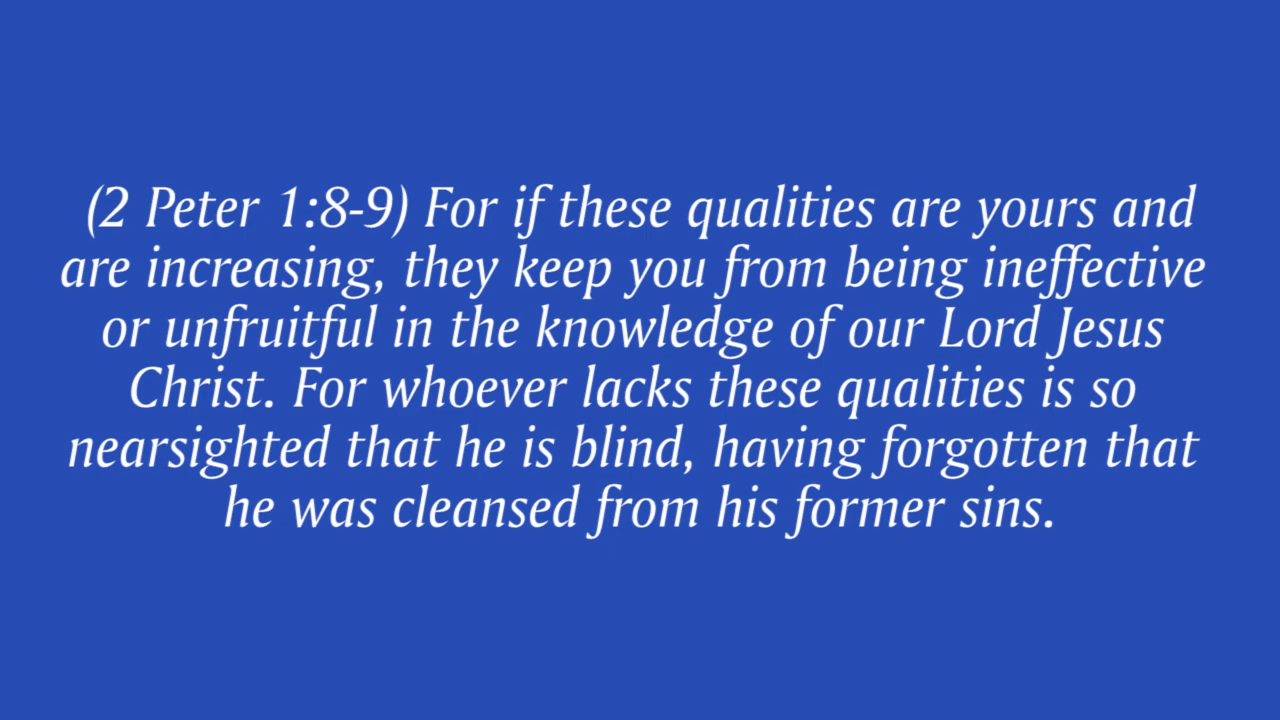 (2 Peter 1:8-9) For if these qualities are yours and
are increasing, they keep you from being ineffective
or unfruitful in the knowledge of our Lord Jesus
Christ. For whoever lacks these qualities is so
nearsighted that he is blind, having forgotten that
he was cleansed from his former sins.